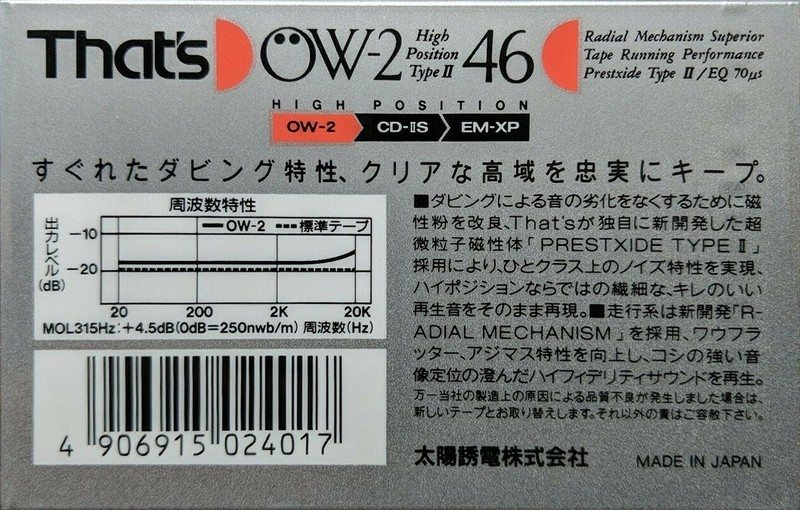 That's ÖW-2 High Position Type II 46
Radial Mechanism Superior
Tape Running Performance
Prestxide Type II/EQ 70μs
HIGH POSITION
OW-2 CD-IIS EM-XP
すぐれたダビング特性、クリアな高域を忠実にキープ。
周波数特性
OW-2 標準テープ
出力レベル(dB)
-10
-20
20 200 2K 20K
MOL315Hz:+4.5dB(0dB=250nwb/m) 周波数(Hz)
4 906915 024017
■ダビングによる音の劣化をなくするために磁
性粉を改良、That'sが独自に新開発した超
微粒子磁性体「PRESTXIDE TYPE II」
採用により、ひとクラス上のノイズ特性を実現、
ハイポジションならではの繊細な、キレのいい
再生音をそのまま再現。■走行系は新開発「R-
ADIAL MECHANISM」を採用、ワウフラ
ッター、アジマス特性を向上し、コシの強い音
像定位の澄んだハイフィデリティサウンドを再生。
万一当社の製造上の原因による品質不良が発生しました場合は、
新しいテープとお取り替えします。それ以外の責はご容赦下さい。
太陽誘電株式会社 MADE IN JAPAN